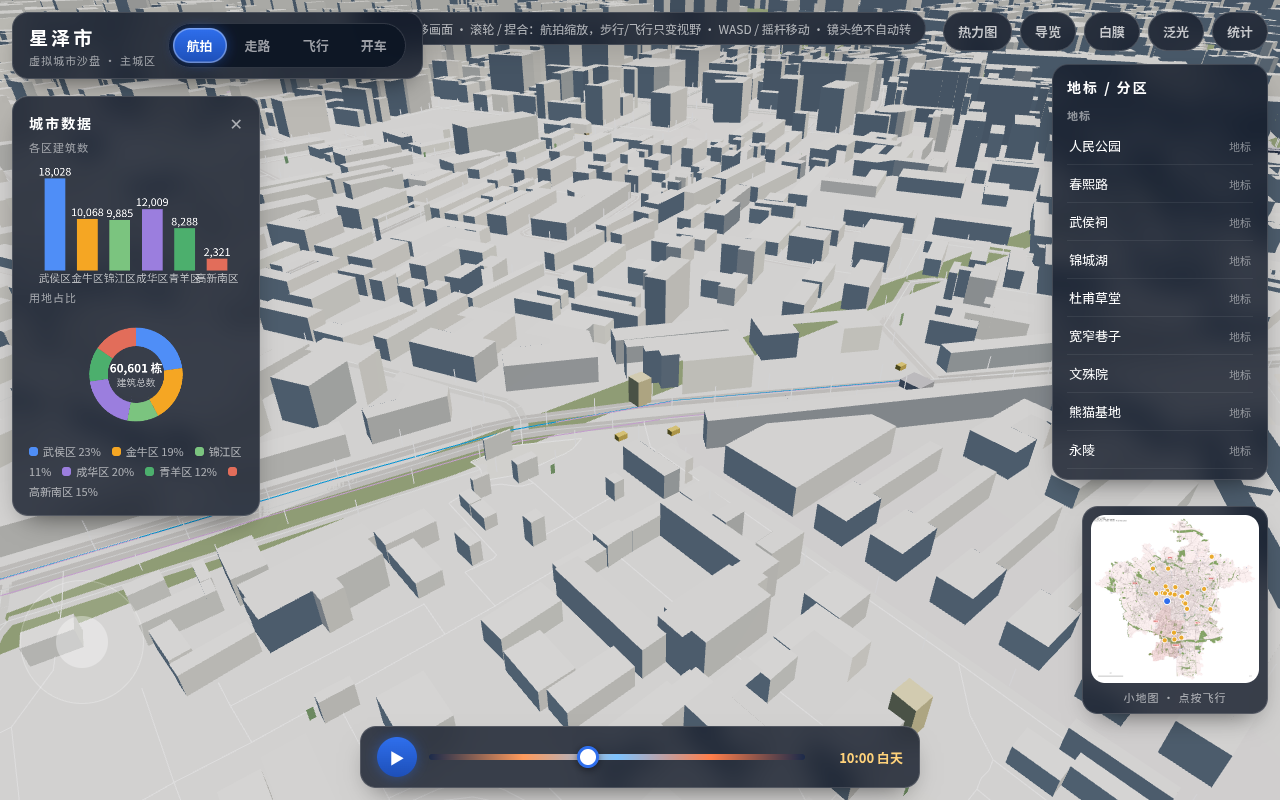 星泽市
虚拟城市沙盘 · 主城区
航拍
走路
飞行
开车
移画面 · 滚轮 / 捏合：航拍缩放，步行/飞行只变视野 · WASD / 摇杆移动 · 镜头绝不自动转
热力图
导览
白膜
泛光
统计
城市数据
×
各区建筑数
18,028
10,068
9,885
12,009
8,288
2,321
武侯区
金牛区
锦江区
成华区
青羊区
高新南区
用地占比
60,601 栋
建筑总数
武侯区 23% 金牛区 19% 锦江区
11% 成华区 20% 青羊区 12%
高新南区 15%
地标 / 分区
地标
人民公园 地标
春熙路 地标
武侯祠 地标
锦城湖 地标
杜甫草堂 地标
宽窄巷子 地标
文殊院 地标
熊猫基地 地标
永陵 地标
小地图 · 点按飞行
10:00 白天